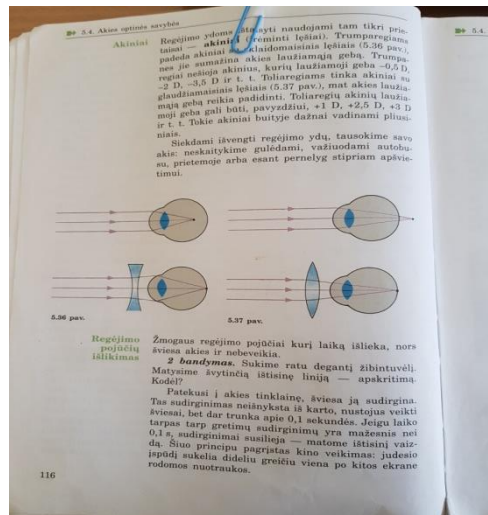 5.4. Akies optinės savybės
5.4.
Akiniai
Regėjimo ydoms ištaisyti naudojami tam tikri prie-
taisai — akiniai (rėminti lęšiai). Trumparegiams
padeda akiniai su sklaidomaisiais lęšiais (5.36 pav.),
nes jie sumažina akies laužiamąją gebą. Trumpa-
regiai nešioja akinius, kurių laužiamoji geba –0,5 D,
–2 D, –3,5 D ir t. t. Toliaregiams tinka akiniai su
glaudžiamaisiais lęšiais (5.37 pav.), mat akies laužia-
mąją gebą reikia padidinti. Toliaregių akinių laužia-
moji geba gali būti, pavyzdžiui, +1 D, +2,5 D, +3 D
ir t. t. Tokie akiniai buityje dažnai vadinami pliusi-
niais.
Siekdami išvengti regėjimo ydų, tausokime savo
akis: neskaitykime gulėdami, važiuodami autobu-
su, prietemoje arba esant pernelyg stipriam apšvie-
timui.
5.36 pav.
5.37 pav.
Regėjimo
pojūčių
išlikimas
Žmogaus regėjimo pojūčiai kurį laiką išlieka, nors
šviesa akies ir nebeveikia.
2 bandymas. Sukime ratu degantį žibintuvėlį.
Matysime švytinčią ištisinę liniją — apskritimą.
Kodėl?
Patekusi į akies tinklainę, šviesa ją sudirgina.
Tas sudirginimas neišnyksta iš karto, nustojus veikti
šviesai, bet dar trunka apie 0,1 sekundės. Jeigu laiko
tarpas tarp gretimų sudirginimų yra mažesnis nei
0,1 s, sudirginimai susilieja — matome ištisinį vaiz-
dą. Šiuo principu pagrįstas kino veikimas: judesio
įspūdį sukelia dideliu greičiu viena po kitos ekrane
rodomos nuotraukos.
116